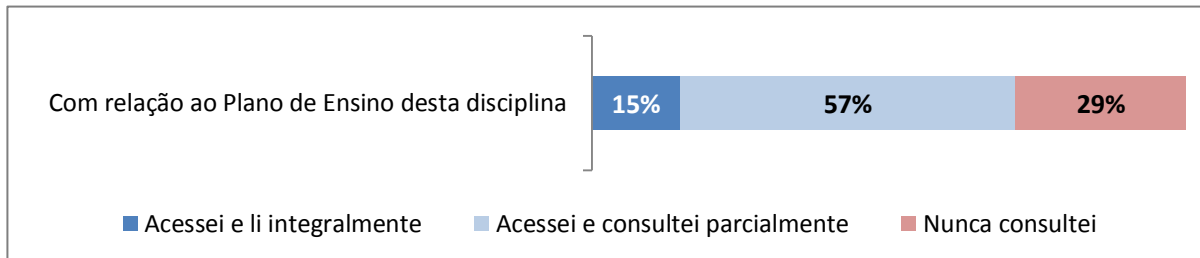 Com relação ao Plano de Ensino desta disciplina
15%
57%
29%
Acessei e li integralmente
Acessei e consultei parcialmente
Nunca consultei